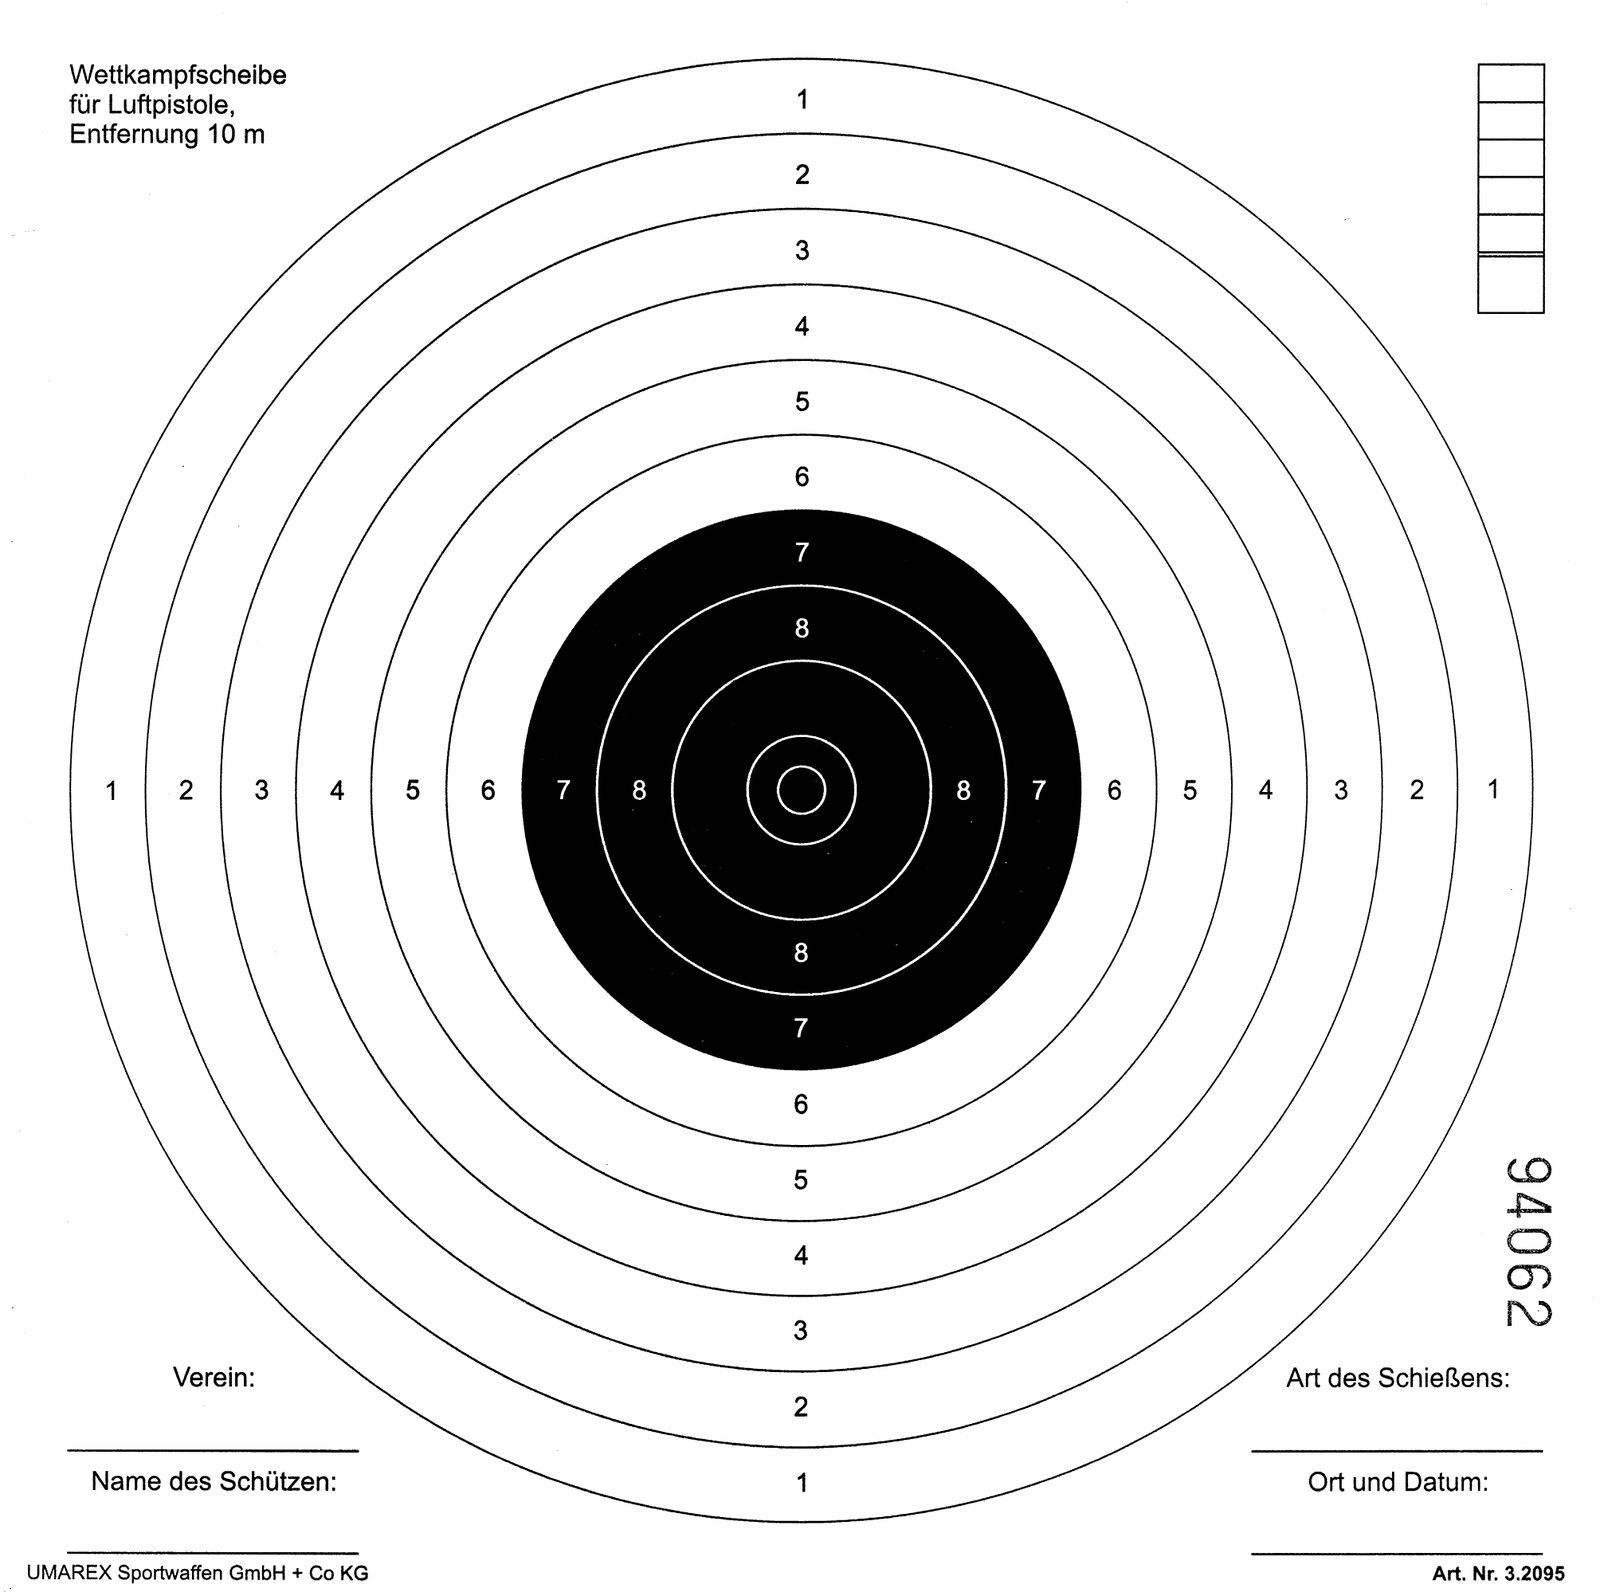 Wettkampfscheibe
für Luftpistole,
Entfernung 10 m
1
2
3
4
5
6
7
8
1 2 3 4 5 6 7 8 8 7 6 5 4 3 2 1
8
7
6
5
4
3
2
1
94062
Verein:
Art des Schießens:
Name des Schützen:
Ort und Datum:
UMAREX Sportwaffen GmbH + Co KG
Art. Nr. 3.2095